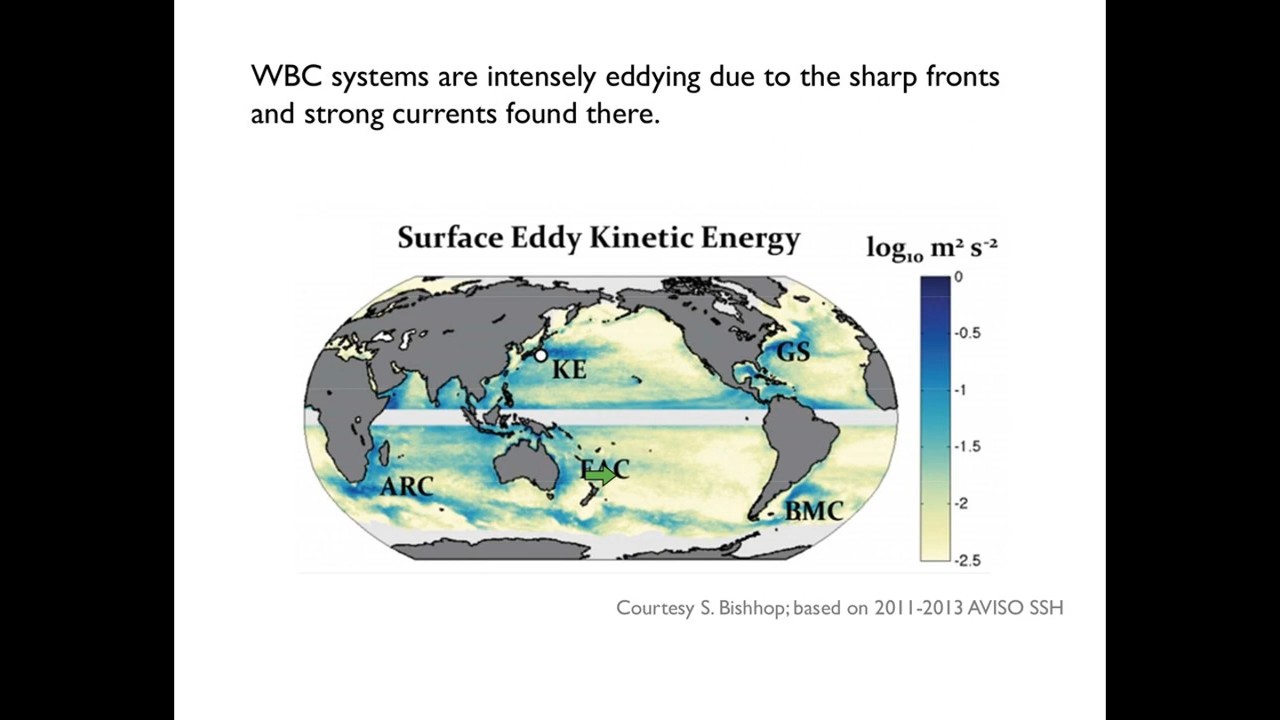 WBC systems are intensely eddying due to the sharp fronts
and strong currents found there.
Surface Eddy Kinetic Energy
log₁₀ m² s⁻²
0
-0.5
-1
-1.5
-2
-2.5
KE
GS
ARC
EAC
BMC
Courtesy S. Bishhop; based on 2011-2013 AVISO SSH